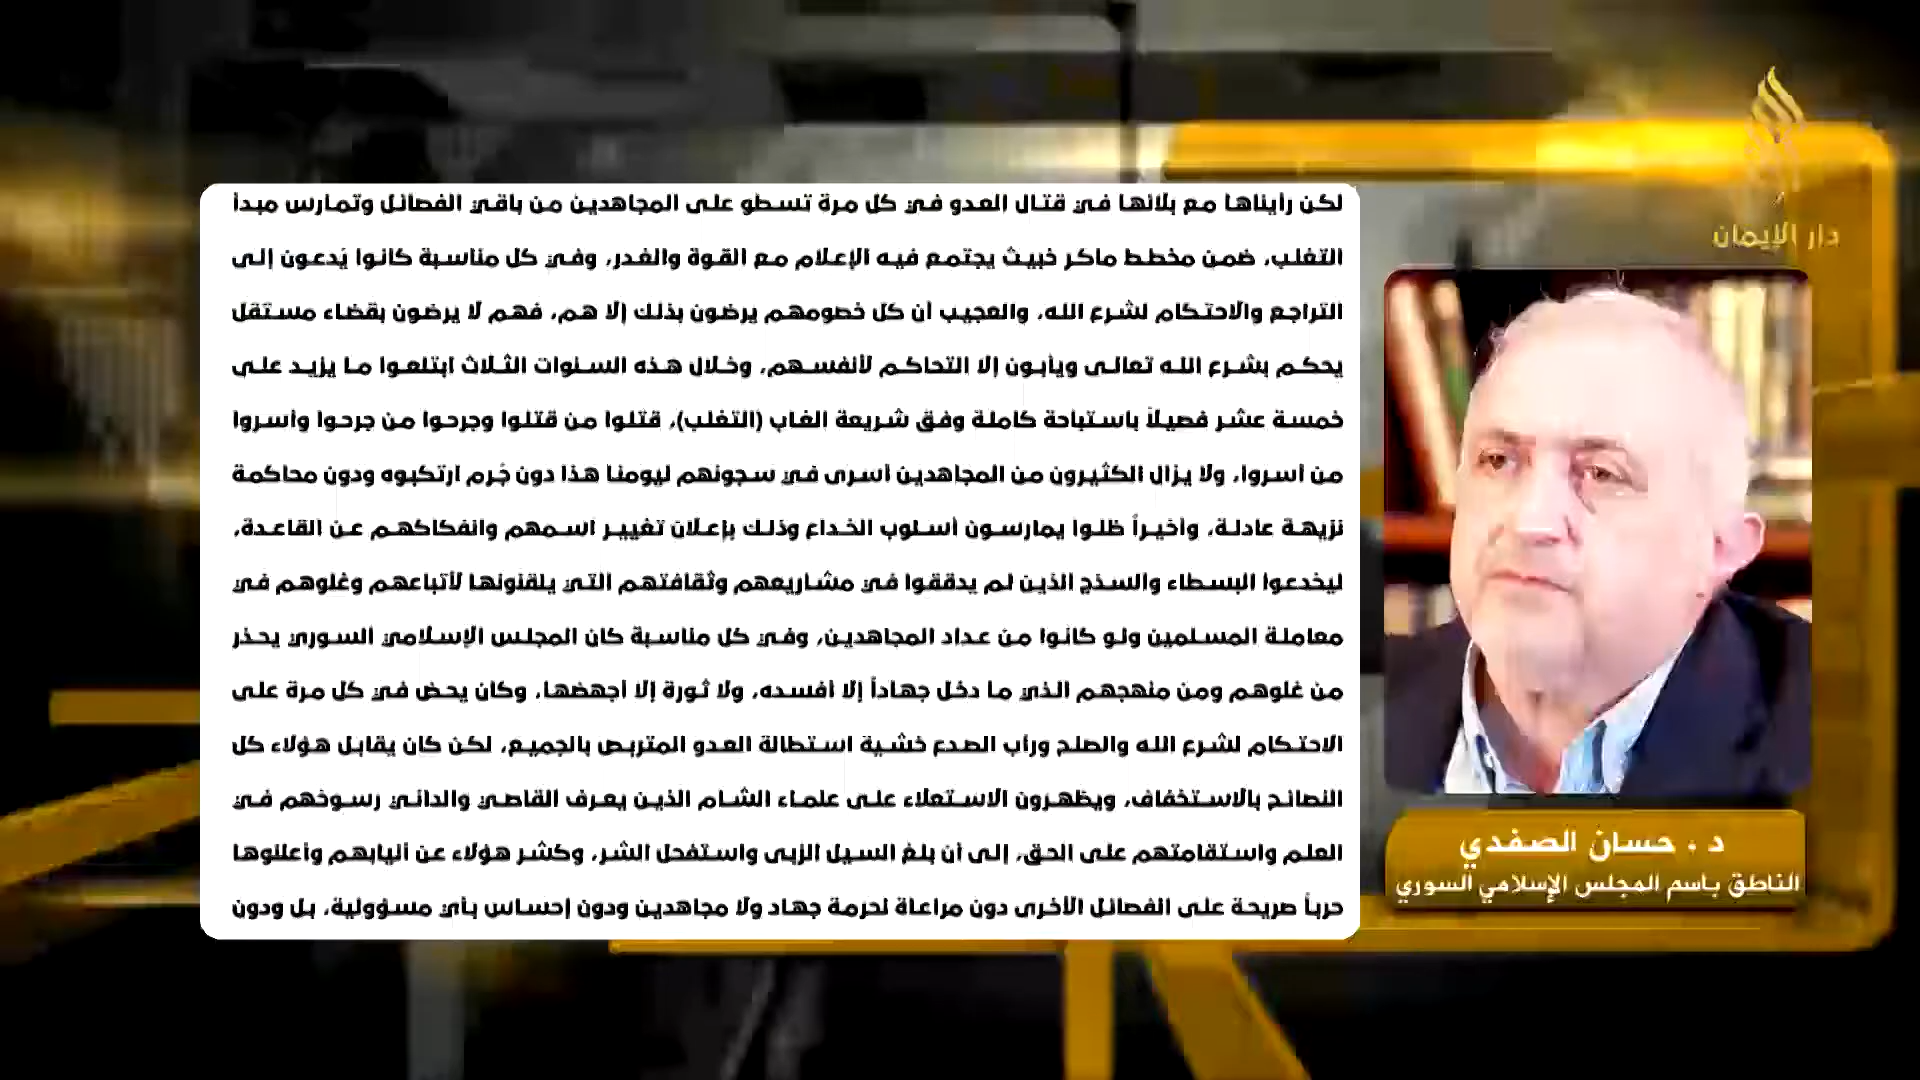 دار الإيمان
لكن رأيناها مع بلائها في قتال العدو في كل مرة تسطو على المجاهدين من باقي الفصائل وتمارس مبدأ
التغلب، ضمن مخطط ماكر خبيث يجتمع فيه الإعلام مع القوة والغدر، وفي كل مناسبة كانوا يُدعون إلى
التراجع والاحتكام لشرع الله، والعجيب أن كل خصومهم يرضون بذلك إلا هم، فهم لا يرضون بقضاء مستقل
يحكم بشرع الله تعالى ويأبون إلا التحاكم لأنفسهم، وخلال هذه السنوات الثلاث ابتلعوا ما يزيد على
خمسة عشر فصيلاً باستباحة كاملة وفق شريعة الغاب (التغلب)، قتلوا من قتلوا وجرحوا من جرحوا وأسروا
من أسروا، ولا يزال الكثيرون من المجاهدين أسرى في سجونهم ليومنا هذا دون جُرم ارتكبوه ودون محاكمة
نزيهة عادلة، وأخيراً ظلوا يمارسون أسلوب الخداع وذلك بإعلان تغيير اسمهم وانفكاكهم عن القاعدة،
ليخدعوا البسطاء والسذج الذين لم يدققوا في مشاريعهم وثقافتهم التي يلقنونها لأتباعهم وغلوهم في
معاملة المسلمين ولو كانوا من عداد المجاهدين، وفي كل مناسبة كان المجلس الإسلامي السوري يحذر
من غلوهم ومن منهجهم الذي ما دخل جهاداً إلا أفسده، ولا ثورة إلا أجهضها، وكان يحض في كل مرة على
الاحتكام لشرع الله والصلح ورأب الصدع خشية استطالة العدو المتربص بالجميع، لكن كان يقابل هؤلاء كل
النصائح بالاستخفاف، ويظهرون الاستعلاء على علماء الشام الذين يعرف القاصي والداني رسوخهم في
العلم واستقامتهم على الحق، إلى أن بلغ السيل الزبى واستفحل الشر، وكشر هؤلاء عن أنيابهم وأعلنوها
حرباً صريحة على الفصائل الأخرى دون مراعاة لحرمة جهاد ولا مجاهدين ودون إحساس بأي مسؤولية، بل ودون
د . حسان الصفدي
الناطق باسم المجلس الإسلامي السوري